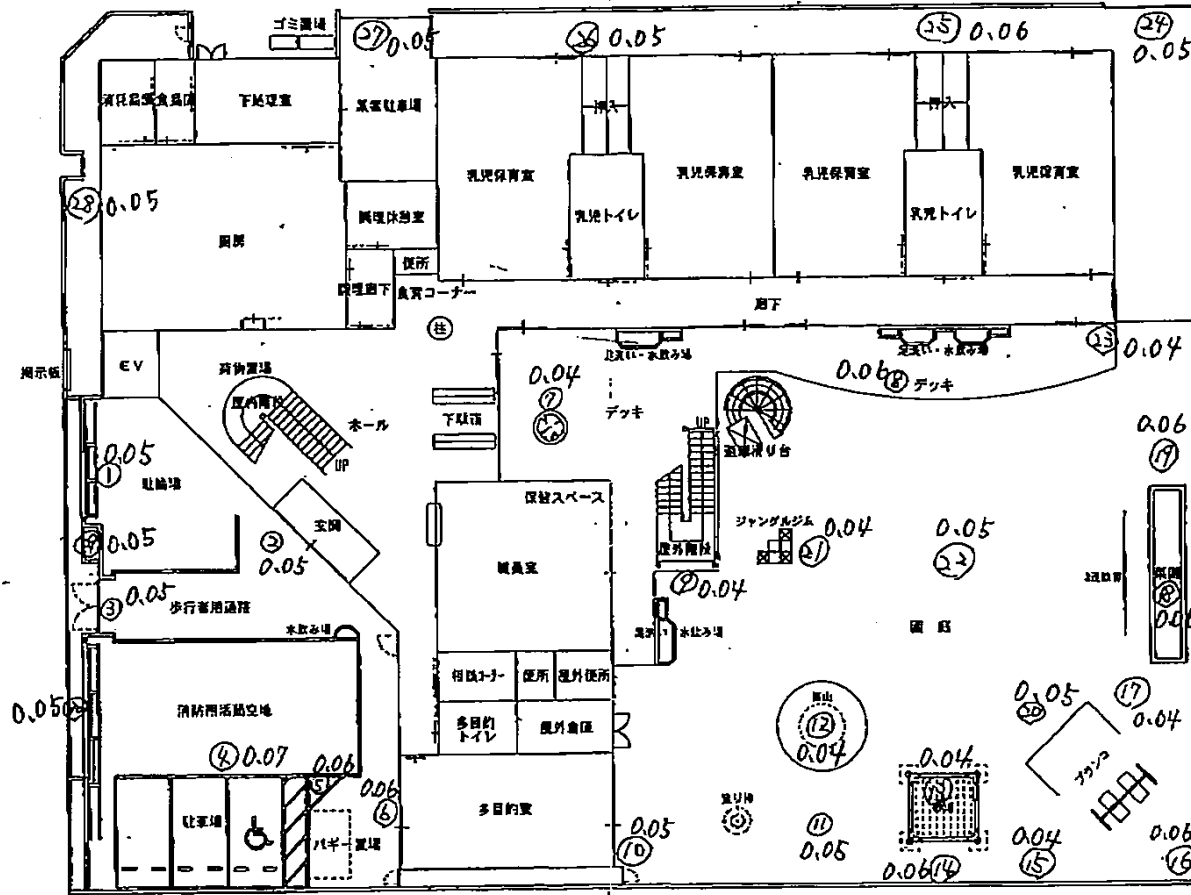 ゴミ置場
㉗ 0.05
㉖ 0.05
㉕ 0.06
㉔ 0.05
消耗品庫
食品庫
下処理室
業者駐車場
押入
押入
乳児保育室
乳児トイレ
乳児保育室
乳児保育室
乳児トイレ
乳児保育室
㉘ 0.05
厨房
調理休憩室
便所
調理廊下
食育コーナー
廊下
柱
掲示板
EV
荷物置場
屋内階段
UP
ホール
下駄箱
0.04
⑦
足洗い・水飲み場
デッキ
足洗い・水飲み場
0.06 ⑧
デッキ
㉓ 0.04
UP
0.05
①
駐輪場
0.05
玄関
②
0.05
保健スペース
職員室
屋外階段
⑨ 0.04
ジャングルジム
0.04
㉑
0.05
㉒
園庭
0.06
⑲
菜園
⑱
③ 0.05
歩行者用通路
水飲み場
足洗い・水飲み場
相談コーナー
便所
屋外便所
多目的トイレ
屋外倉庫
0.05
消防用活動空地
④ 0.07
0.06
5
0.06
6
駐車場
バギー置場
多目的室
0.05
⑩
築山
⑫
0.04
⑪
0.05
0.04
0.06 ⑭
0.04
⑮
0.05
⑳
⑰
0.04
ブランコ
0.06
⑯